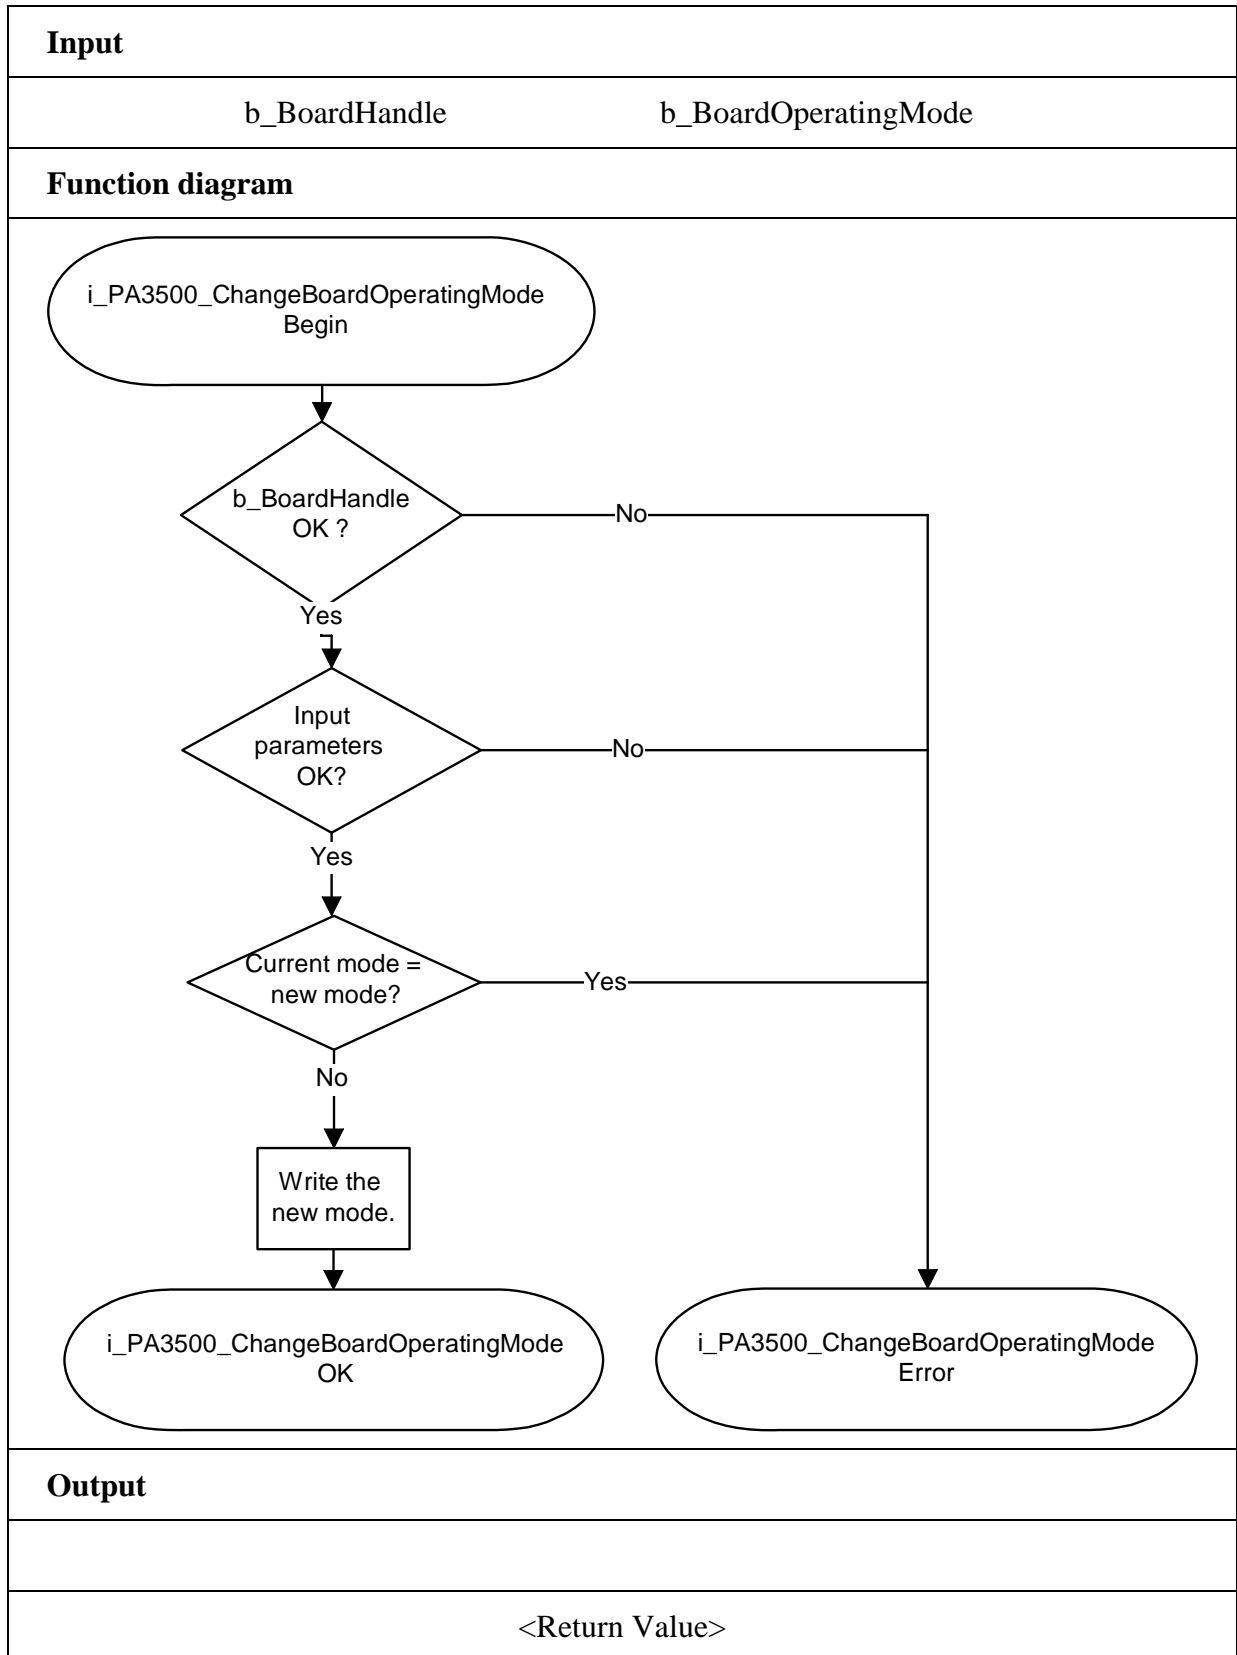 Input
b_BoardHandle b_BoardOperatingMode
Function diagram
i_PA3500_ChangeBoardOperatingMode
Begin
b_BoardHandle
OK ?
No
Yes
Input
parameters
OK?
No
Yes
Current mode =
new mode?
Yes
No
Write the
new mode.
i_PA3500_ChangeBoardOperatingMode
OK
i_PA3500_ChangeBoardOperatingMode
Error
Output
<Return Value>